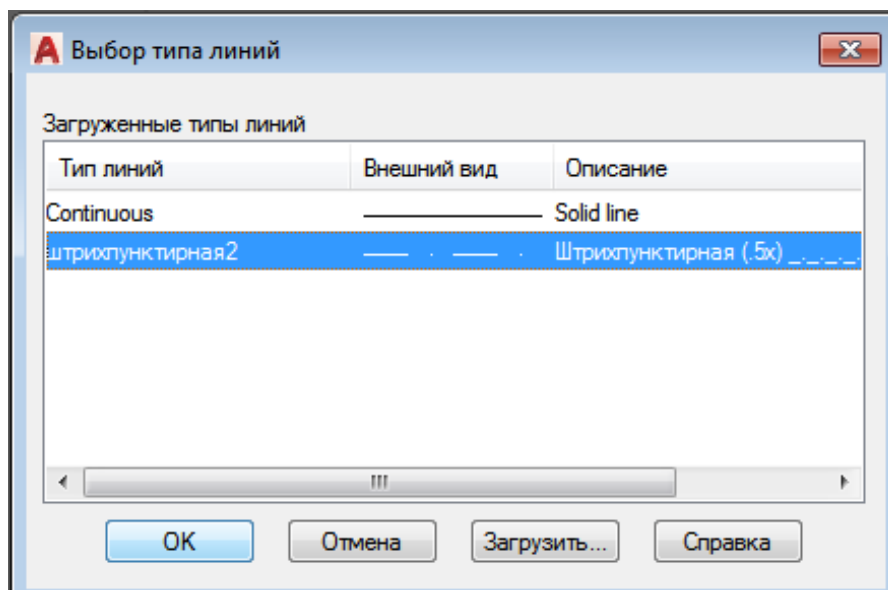 Выбор типа линий
Загруженные типы линий
Тип линий Внешний вид Описание
Continuous Solid line
штрихпунктирная2 Штрихпунктирная (.5x) _._._._.
OK Отмена Загрузить... Справка